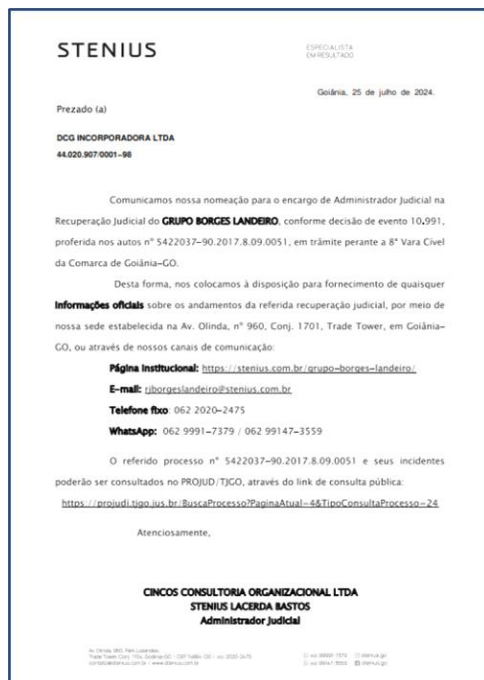 STENIUS
ESPECIALISTA
EM RESULTADO
Goiânia, 25 de julho de 2024.
Prezado (a)
DCG INCORPORADORA LTDA
44.020.907/0001-98
Comunicamos nossa nomeação para o encargo de Administrador Judicial na
Recuperação Judicial do GRUPO BORGES LANDEIRO, conforme decisão de evento 10.991,
proferida nos autos nº 5422037-90.2017.8.09.0051, em trâmite perante a 8ª Vara Cível
da Comarca de Goiânia-GO.
Desta forma, nos colocamos à disposição para fornecimento de quaisquer
informações oficiais sobre os andamentos da referida recuperação judicial, por meio de
nossa sede estabelecida na Av. Olinda, nº 960, Conj. 1701, Trade Tower, em Goiânia-
GO, ou através de nossos canais de comunicação:
Página Institucional: https://stenius.com.br/grupo-borges-landeiro/
E-mail: rjborgeslandeiro@stenius.com.br
Telefone fixo: 062 2020-2475
WhatsApp: 062 9991-7379 / 062 99147-3559
O referido processo nº 5422037-90.2017.8.09.0051 e seus incidentes
poderão ser consultados no PROJUD/TJGO, através do link de consulta pública:
https://projudi.tjgo.jus.br/BuscaProcesso?PaginaAtual=4&TipoConsultaProcesso=24
Atenciosamente,
CINCOS CONSULTORIA ORGANIZACIONAL LTDA
STENIUS LACERDA BASTOS
Administrador Judicial